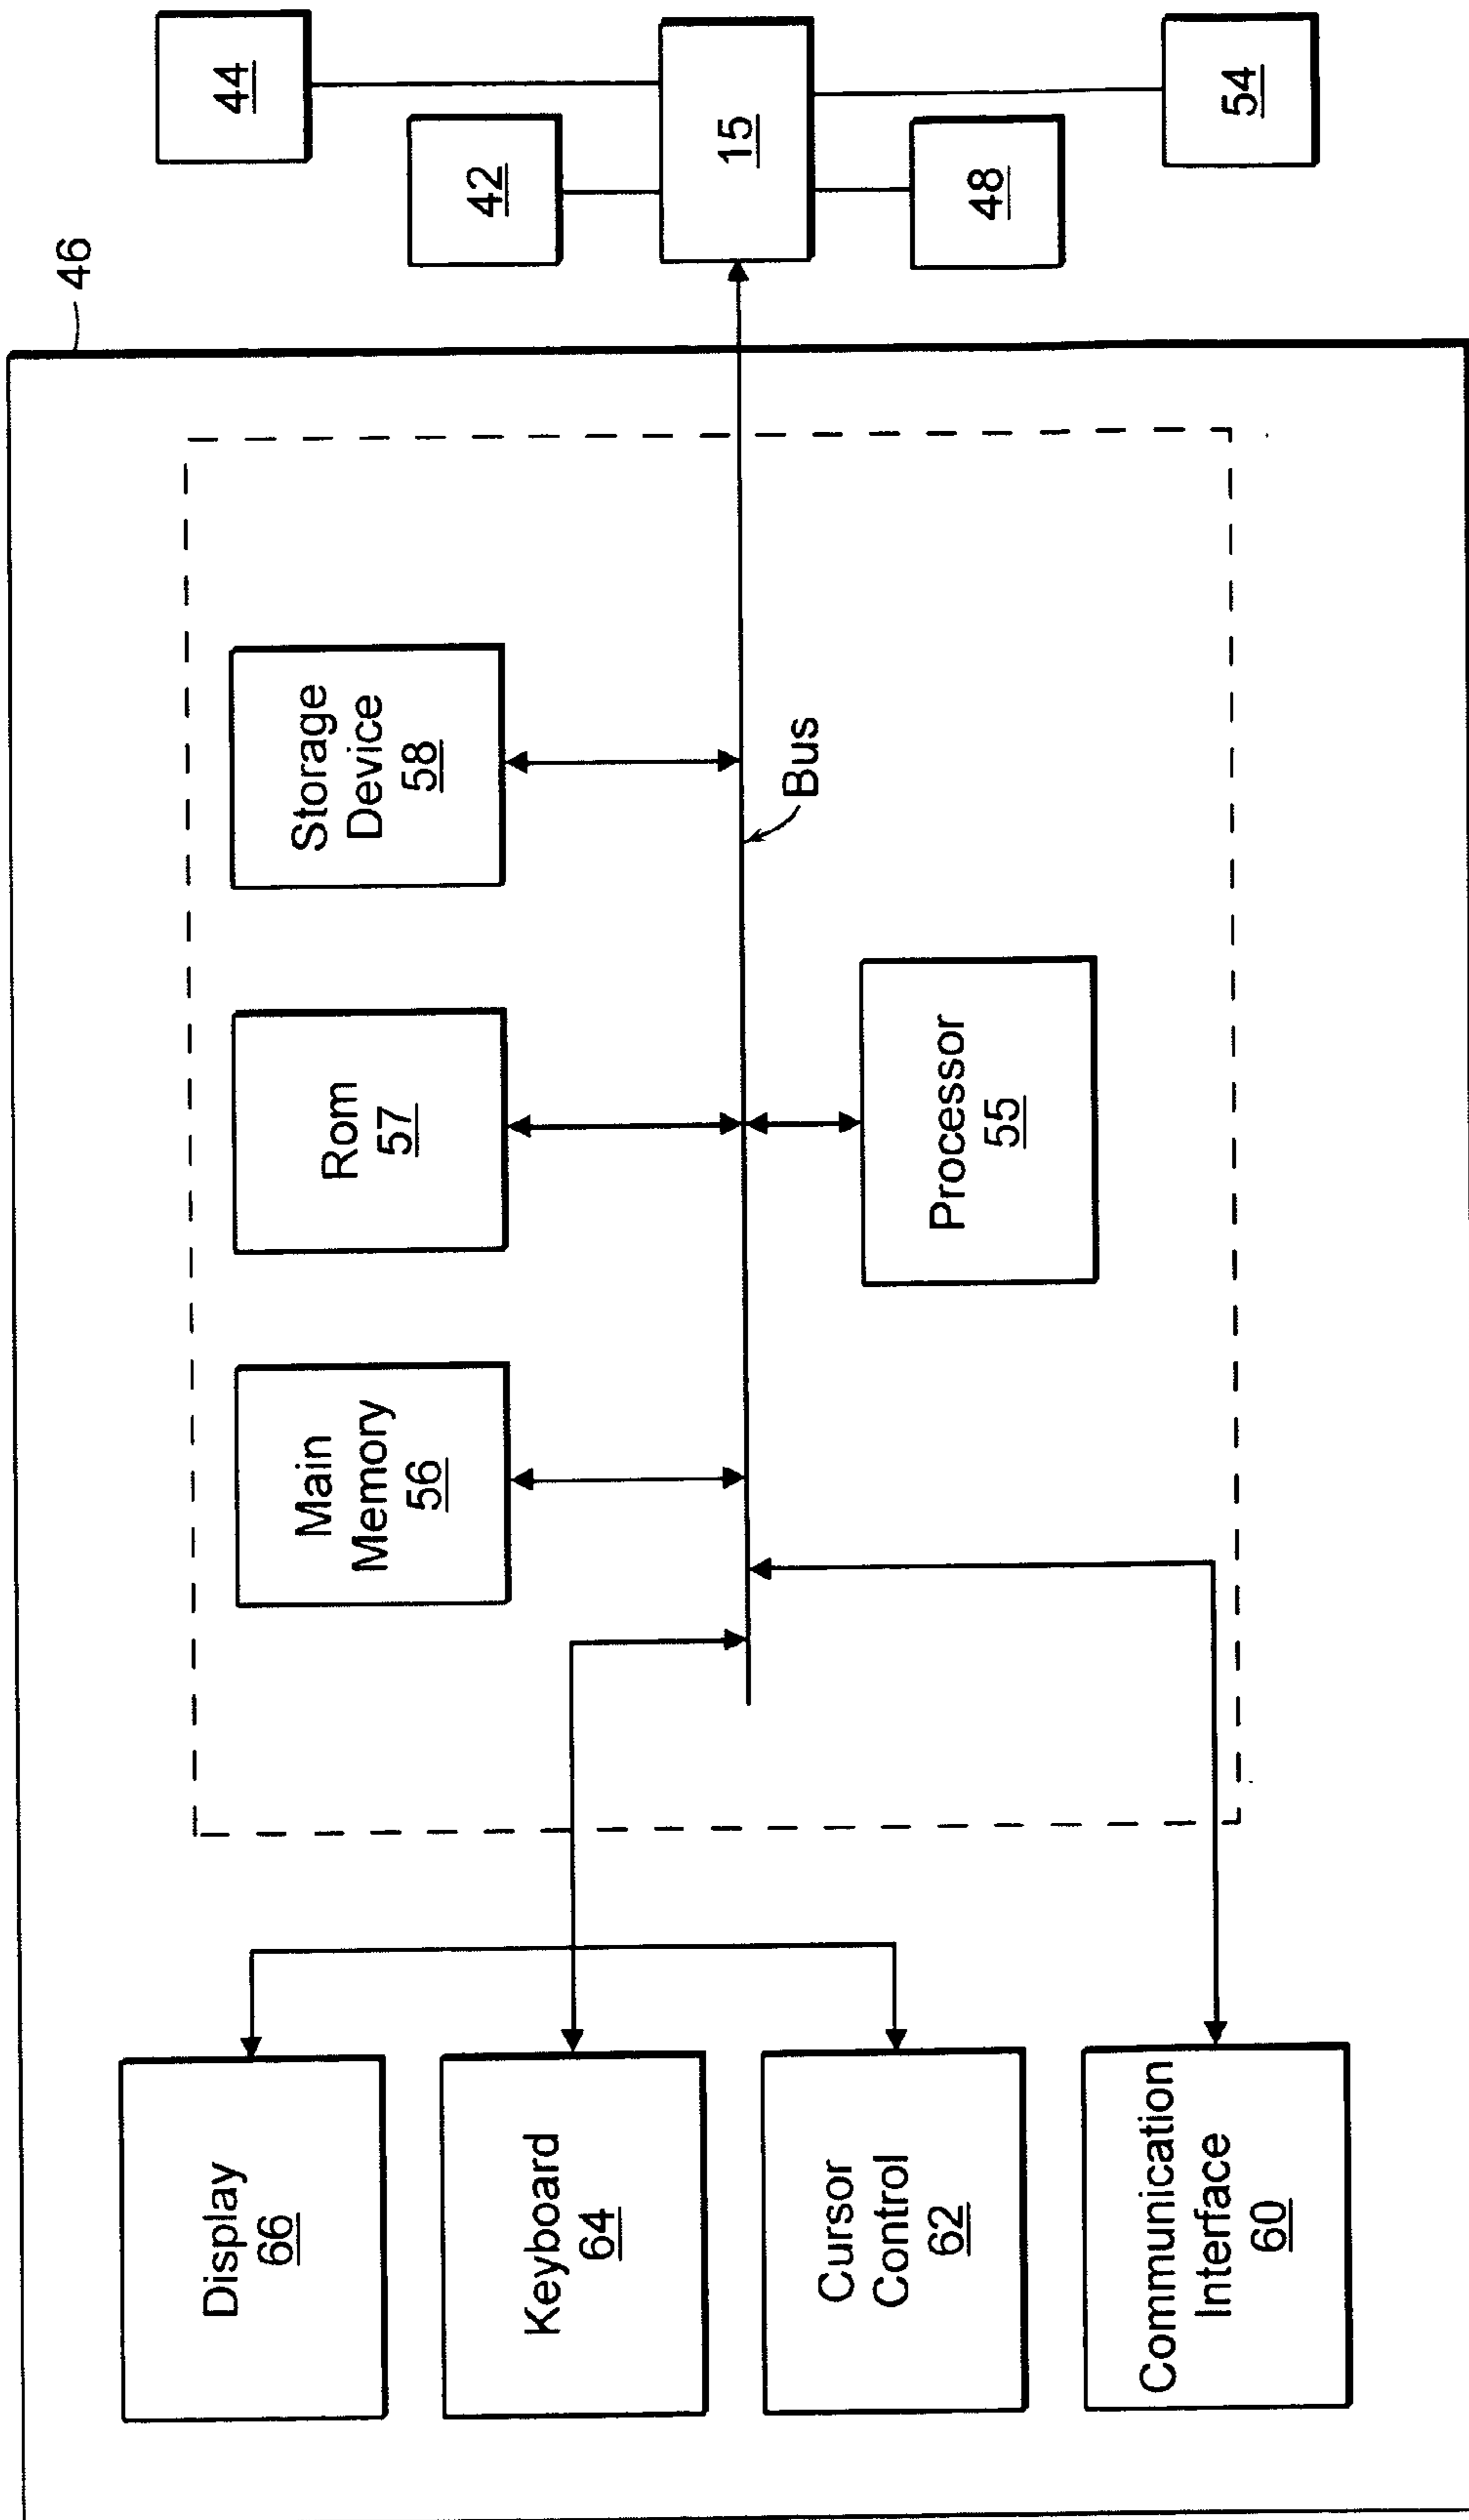 46
Display
66
44
Main
Memory
56
Rom
57
Storage
Device
58
42
Keyboard
64
15
Bus
Cursor
Control
62
Processor
55
48
Communication
Interface
60
54